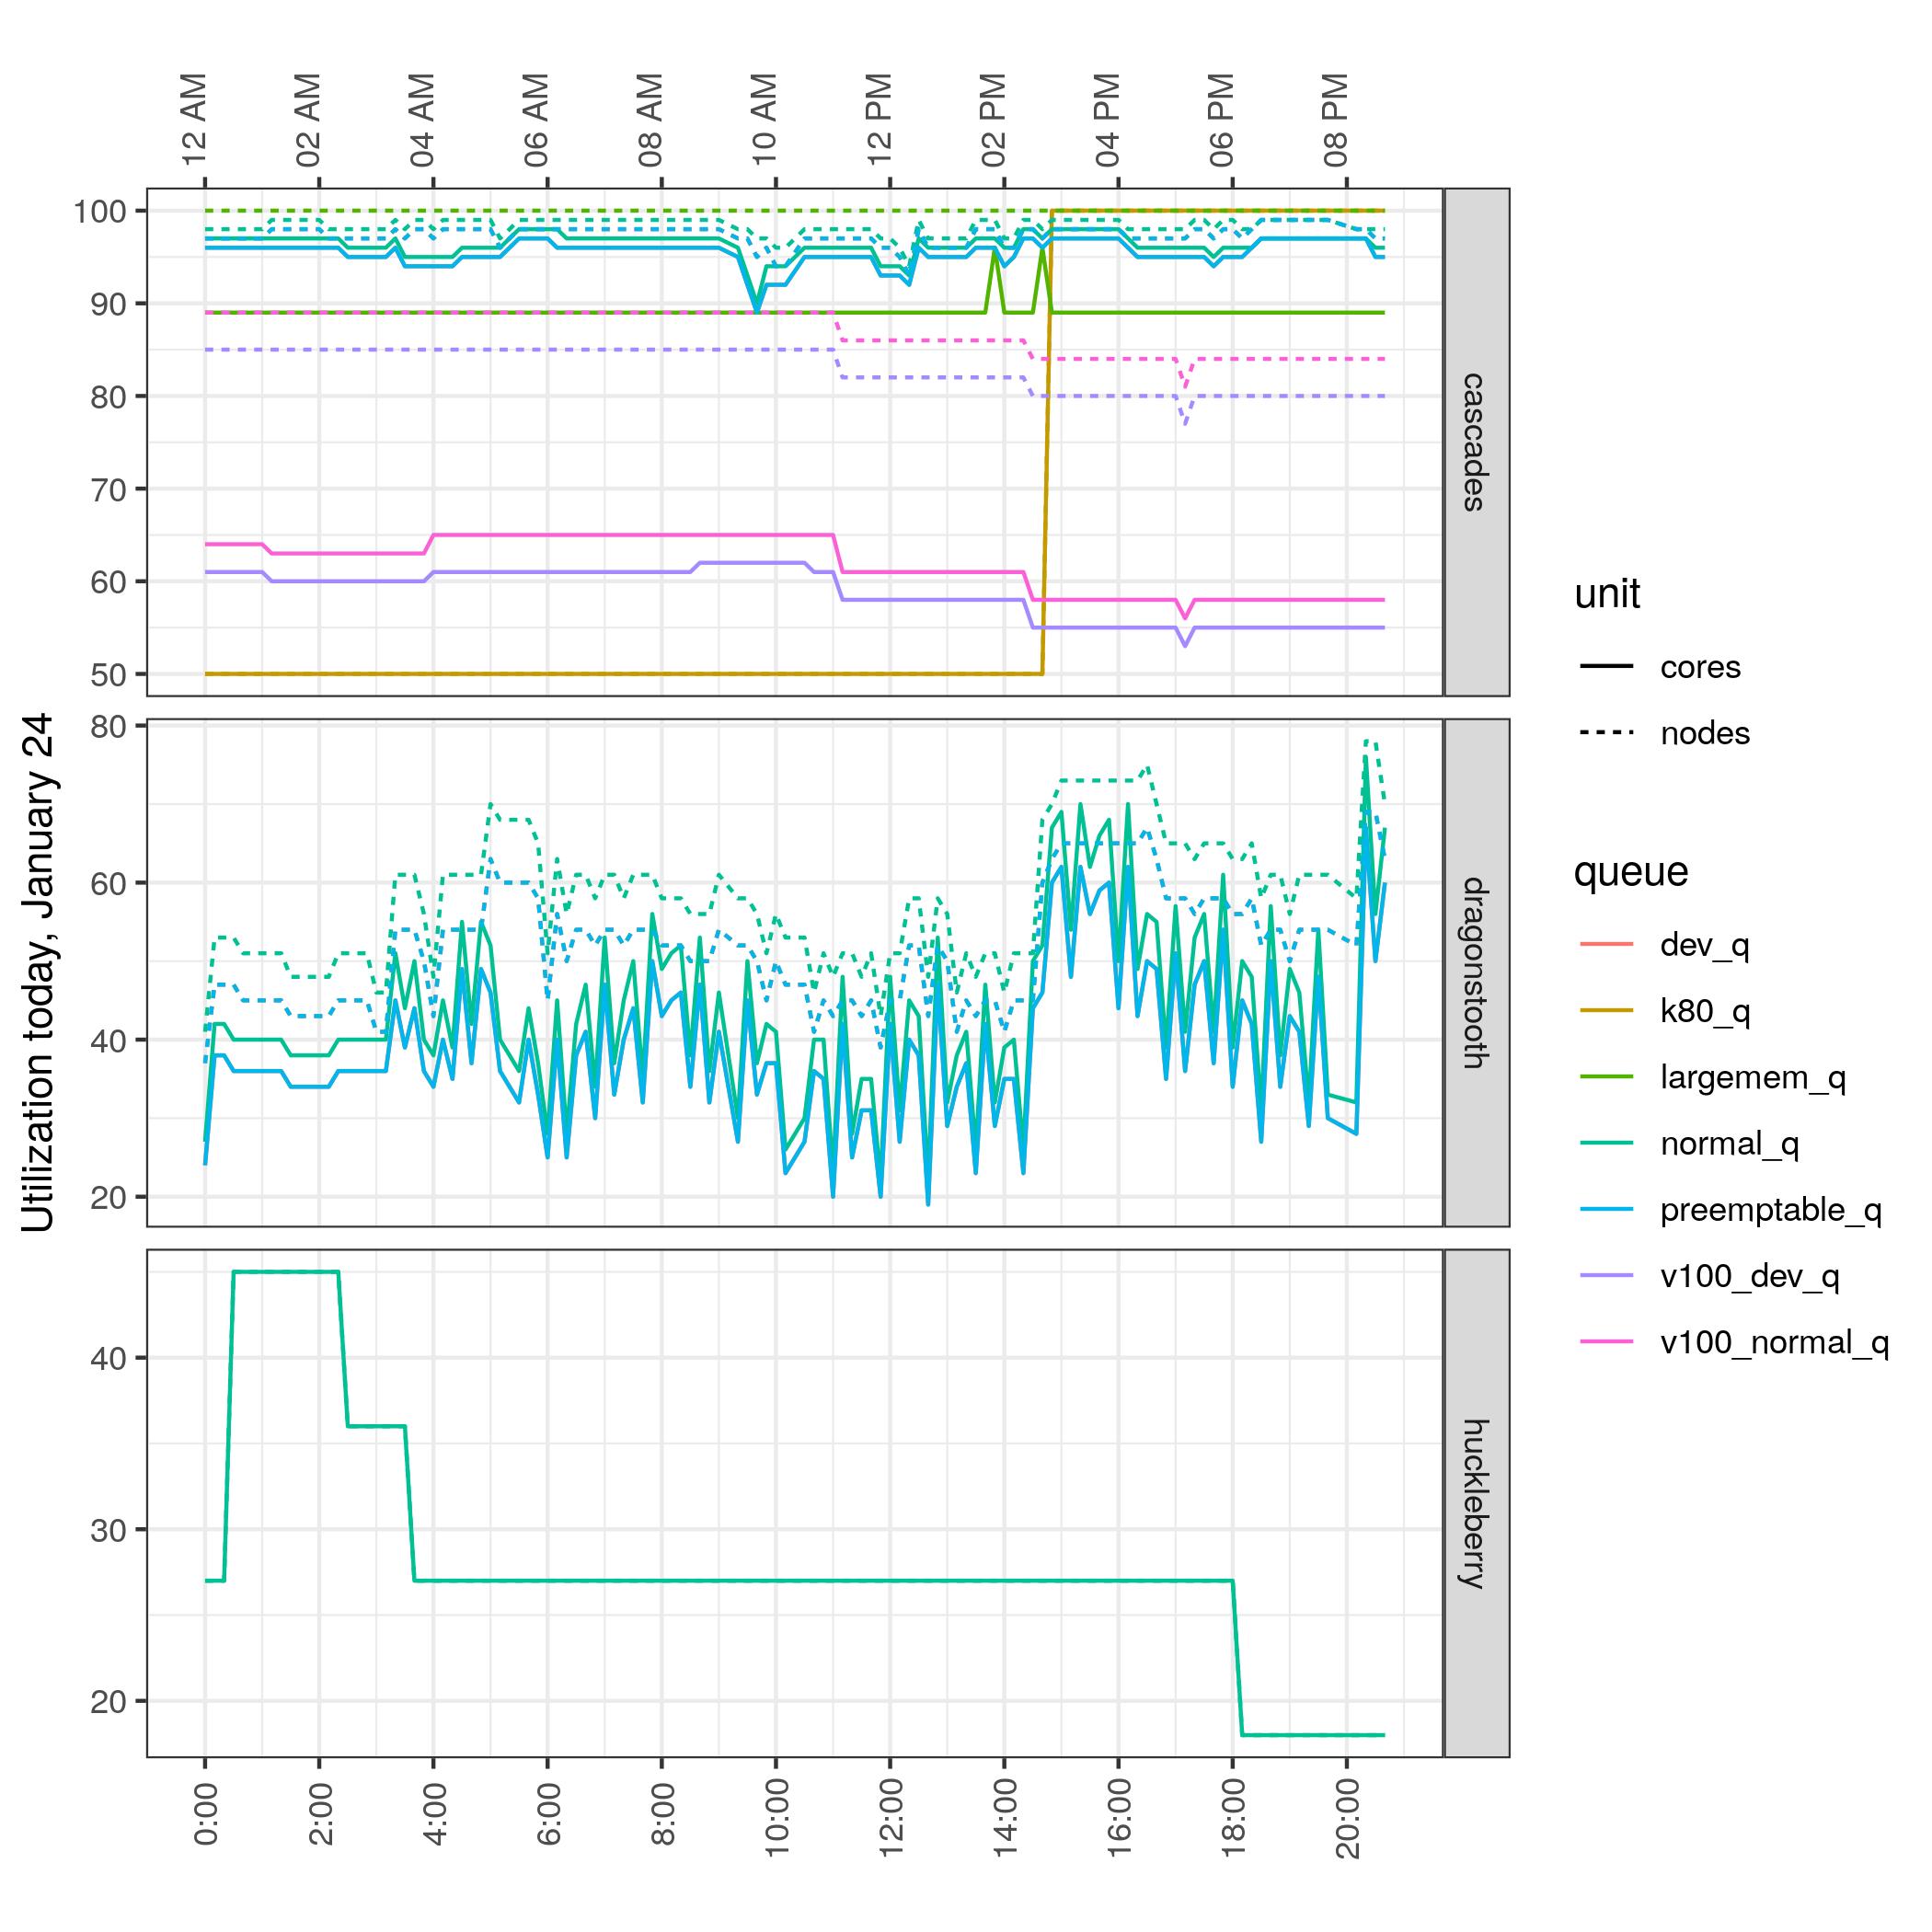 12 AM
02 AM
04 AM
06 AM
08 AM
10 AM
12 PM
02 PM
04 PM
06 PM
08 PM
Utilization today, January 24
100
90
80
70
60
50
cascades
80
60
40
20
dragonstooth
40
30
20
huckleberry
0:00
2:00
4:00
6:00
8:00
10:00
12:00
14:00
16:00
18:00
20:00
unit
cores
nodes
queue
dev_q
k80_q
largemem_q
normal_q
preemptable_q
v100_dev_q
v100_normal_q